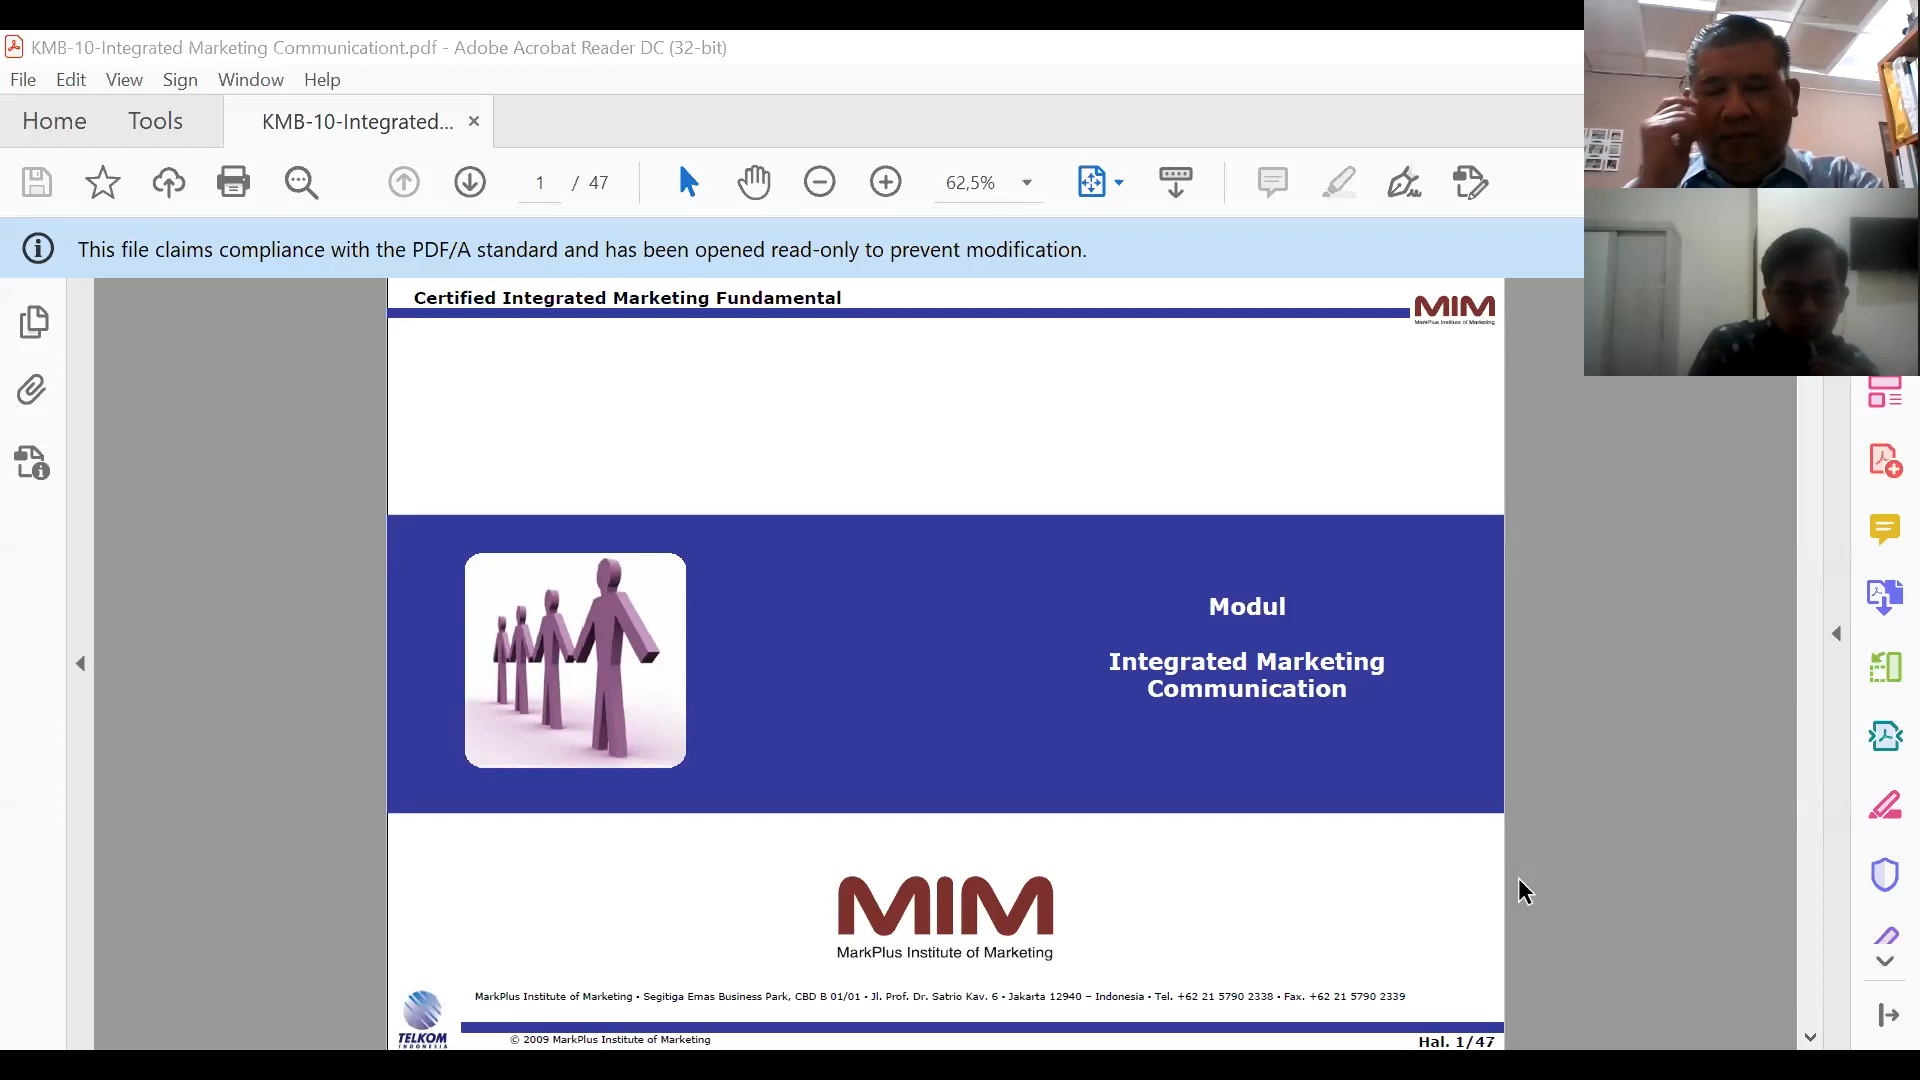 KMB-10-Integrated Marketing Communicationt.pdf - Adobe Acrobat Reader DC (32-bit)
File Edit View Sign Window Help
Home Tools KMB-10-Integrated... ×
1 / 47 62,5%
This file claims compliance with the PDF/A standard and has been opened read-only to prevent modification.
Certified Integrated Marketing Fundamental
MIM
MarkPlus Institute of Marketing
Modul
Integrated Marketing
Communication
MIM
MarkPlus Institute of Marketing
MarkPlus Institute of Marketing • Segitiga Emas Business Park, CBD B 01/01 • Jl. Prof. Dr. Satrio Kav. 6 • Jakarta 12940 – Indonesia • Tel. +62 21 5790 2338 • Fax. +62 21 5790 2339
TELKOM
INDONESIA
© 2009 MarkPlus Institute of Marketing
Hal. 1/47